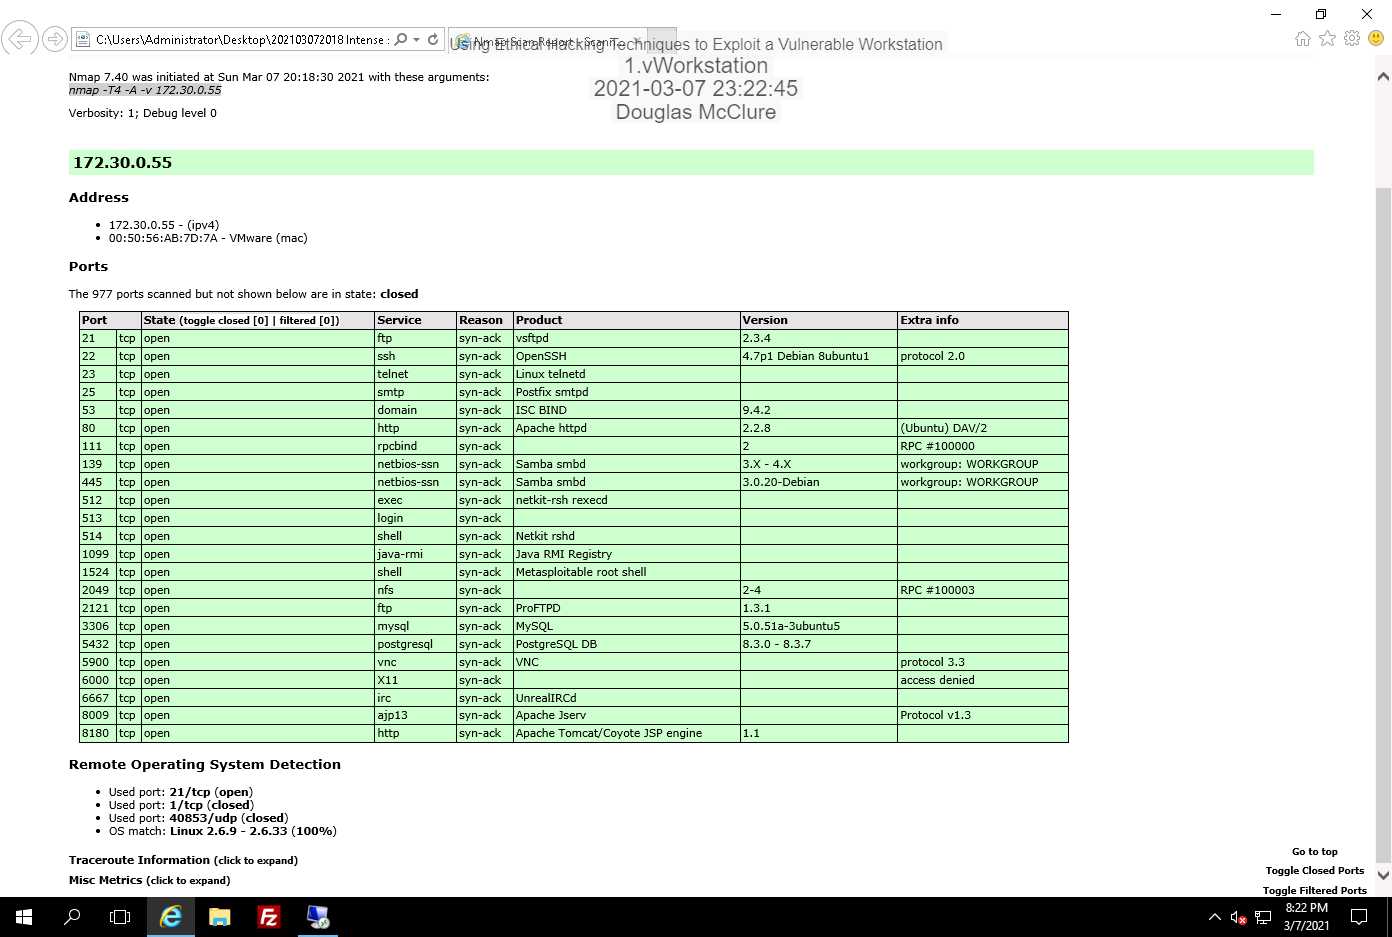 C:\Users\Administrator\Desktop\202103072018 Intense
Using Ethical Hacking Techniques to Exploit a Vulnerable Workstation
1.vWorkstation
2021-03-07 23:22:45
Douglas McClure
Nmap 7.40 was initiated at Sun Mar 07 20:18:30 2021 with these arguments:
nmap -T4 -A -v 172.30.0.55
Verbosity: 1; Debug level 0
172.30.0.55
Address
172.30.0.55 - (ipv4)
00:50:56:AB:7D:7A - VMware (mac)
Ports
The 977 ports scanned but not shown below are in state: closed
Port State (toggle closed [0] | filtered [0]) Service Reason Product Version Extra info
21 tcp open ftp syn-ack vsftpd 2.3.4
22 tcp open ssh syn-ack OpenSSH 4.7p1 Debian 8ubuntu1 protocol 2.0
23 tcp open telnet syn-ack Linux telnetd
25 tcp open smtp syn-ack Postfix smtpd
53 tcp open domain syn-ack ISC BIND 9.4.2
80 tcp open http syn-ack Apache httpd 2.2.8 (Ubuntu) DAV/2
111 tcp open rpcbind syn-ack 2 RPC #100000
139 tcp open netbios-ssn syn-ack Samba smbd 3.X - 4.X workgroup: WORKGROUP
445 tcp open netbios-ssn syn-ack Samba smbd 3.0.20-Debian workgroup: WORKGROUP
512 tcp open exec syn-ack netkit-rsh rexecd
513 tcp open login syn-ack
514 tcp open shell syn-ack Netkit rshd
1099 tcp open java-rmi syn-ack Java RMI Registry
1524 tcp open shell syn-ack Metasploitable root shell
2049 tcp open nfs syn-ack 2-4 RPC #100003
2121 tcp open ftp syn-ack ProFTPD 1.3.1
3306 tcp open mysql syn-ack MySQL 5.0.51a-3ubuntu5
5432 tcp open postgresql syn-ack PostgreSQL DB 8.3.0 - 8.3.7
5900 tcp open vnc syn-ack VNC protocol 3.3
6000 tcp open X11 syn-ack access denied
6667 tcp open irc syn-ack UnrealIRCd
8009 tcp open ajp13 syn-ack Apache Jserv Protocol v1.3
8180 tcp open http syn-ack Apache Tomcat/Coyote JSP engine 1.1
Remote Operating System Detection
Used port: 21/tcp (open)
Used port: 1/tcp (closed)
Used port: 40853/udp (closed)
OS match: Linux 2.6.9 - 2.6.33 (100%)
Traceroute Information (click to expand)
Misc Metrics (click to expand)
Go to top
Toggle Closed Ports
Toggle Filtered Ports
8:22 PM
3/7/2021